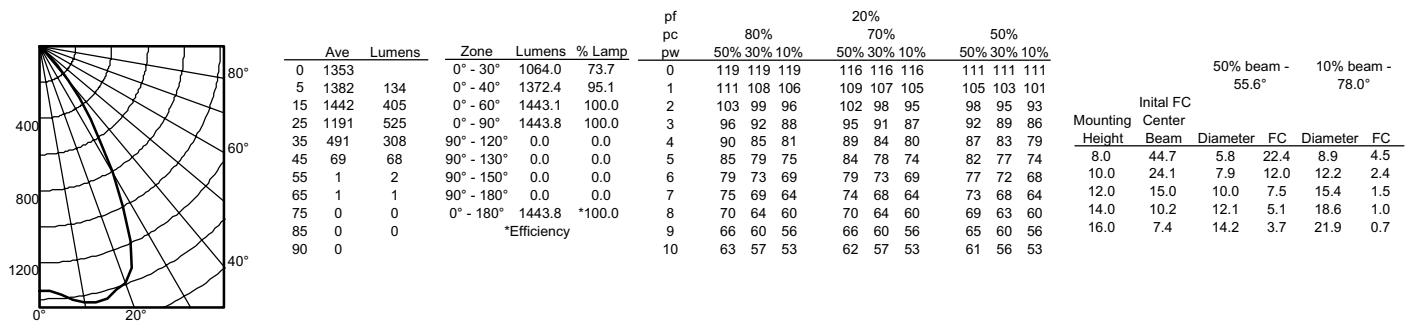 80°
400
60°
800
1200
40°
0° 20°
Ave Lumens
0 1353
5 1382 134
15 1442 405
25 1191 525
35 491 308
45 69 68
55 1 2
65 1 1
75 0 0
85 0 0
90 0
Zone Lumens % Lamp
0° - 30° 1064.0 73.7
0° - 40° 1372.4 95.1
0° - 60° 1443.1 100.0
0° - 90° 1443.8 100.0
90° - 120° 0.0 0.0
90° - 130° 0.0 0.0
90° - 150° 0.0 0.0
90° - 180° 0.0 0.0
0° - 180° 1443.8 *100.0
*Efficiency
pf 20%
pc 80% 70% 50%
pw 50% 30% 10% 50% 30% 10% 50% 30% 10%
0 119 119 119 116 116 116 111 111 111
1 111 108 106 109 107 105 105 103 101
2 103 99 96 102 98 95 98 95 93
3 96 92 88 95 91 87 92 89 86
4 90 85 81 89 84 80 87 83 79
5 85 79 75 84 78 74 82 77 74
6 79 73 69 79 73 69 77 72 68
7 75 69 64 74 68 64 73 68 64
8 70 64 60 70 64 60 69 63 60
9 66 60 56 66 60 56 65 60 56
10 63 57 53 62 57 53 61 56 53
50% beam - 10% beam -
55.6° 78.0°
Inital FC
Mounting Center
Height Beam Diameter FC Diameter FC
8.0 44.7 5.8 22.4 8.9 4.5
10.0 24.1 7.9 12.0 12.2 2.4
12.0 15.0 10.0 7.5 15.4 1.5
14.0 10.2 12.1 5.1 18.6 1.0
16.0 7.4 14.2 3.7 21.9 0.7